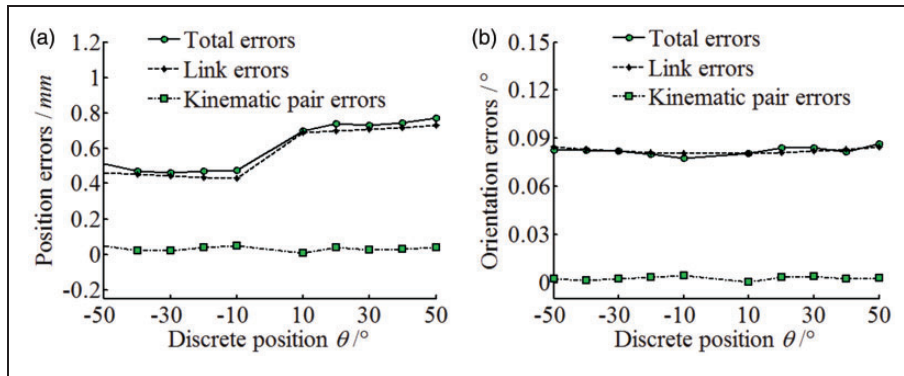 (a)
Total errors
Link errors
Kinematic pair errors
Position errors / mm
1.2
1
0.8
0.6
0.4
0.2
0
-0.2
-50
-30
-10
10
30
50
Discrete position θ /°
(b)
Total errors
Link errors
Kinematic pair errors
Orientation errors / °
0.15
0.12
0.09
0.06
0.03
0
-50
-30
-10
10
30
50
Discrete position θ /°